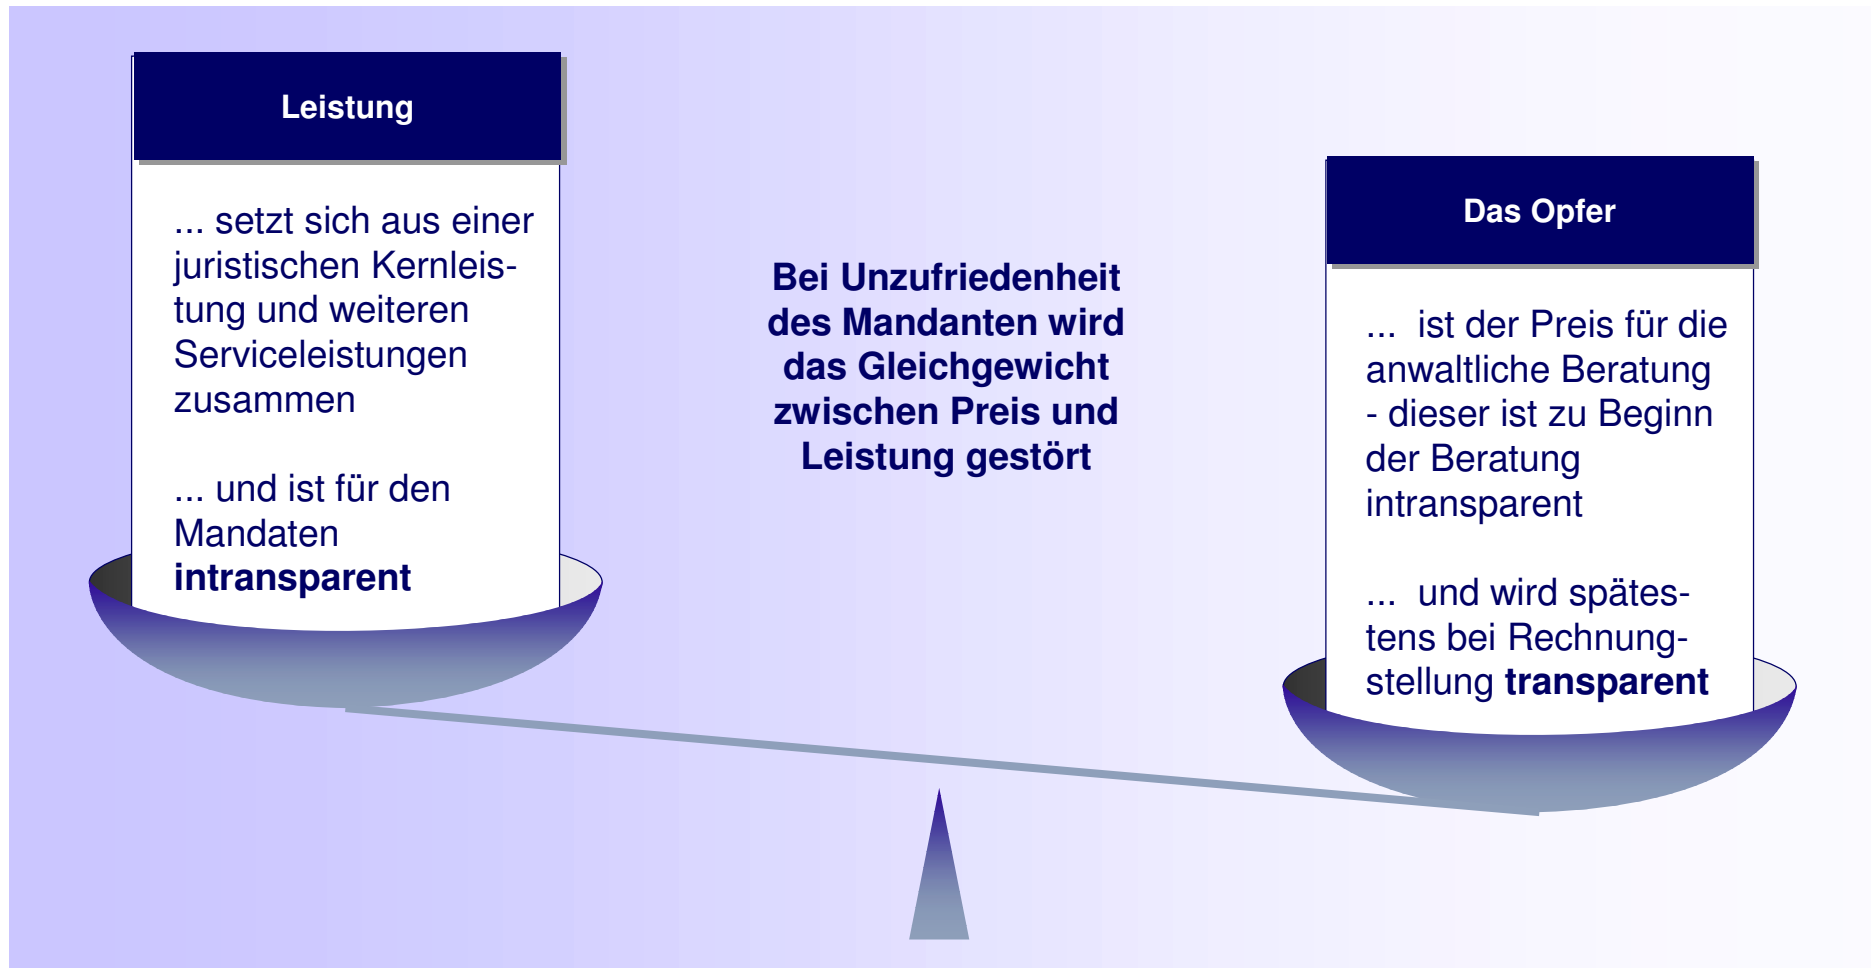 Leistung
... setzt sich aus einer
juristischen Kernleis-
tung und weiteren
Serviceleistungen
zusammen
... und ist für den
Mandaten
intransparent
Bei Unzufriedenheit
des Mandanten wird
das Gleichgewicht
zwischen Preis und
Leistung gestört
Das Opfer
... ist der Preis für die
anwaltliche Beratung
- dieser ist zu Beginn
der Beratung
intransparent
... und wird spätes-
tens bei Rechnung-
stellung transparent